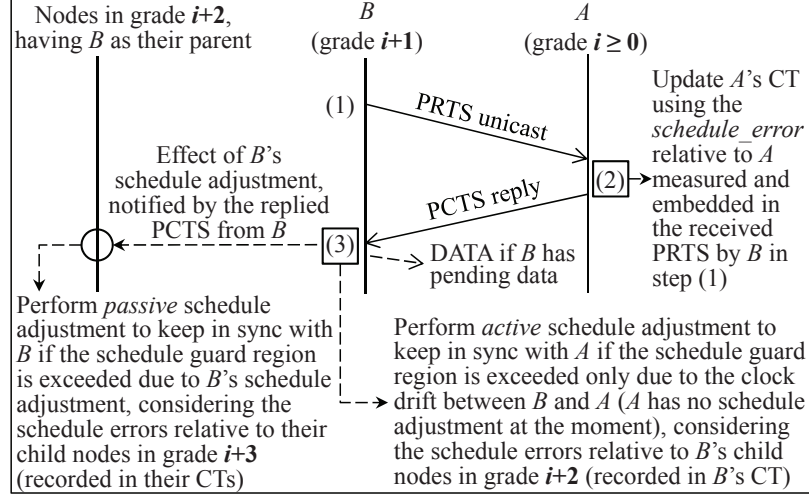 Nodes in grade i+2,
having B as their parent
B
(grade i+1)
A
(grade i ≥ 0)
(1)
PRTS unicast
Update A's CT
using the
schedule_error
relative to A
measured and
embedded in
the received
PRTS by B in
step (1)
(2)
Effect of B's
schedule adjustment,
notified by the replied
PCTS from B
PCTS reply
(3)
DATA if B has
pending data
Perform passive schedule
adjustment to keep in sync with
B if the schedule guard region
is exceeded due to B's schedule
adjustment, considering the
schedule errors relative to their
child nodes in grade i+3
(recorded in their CTs)
Perform active schedule adjustment to
keep in sync with A if the schedule guard
region is exceeded only due to the clock
drift between B and A (A has no schedule
adjustment at the moment), considering
the schedule errors relative to B's child
nodes in grade i+2 (recorded in B's CT)